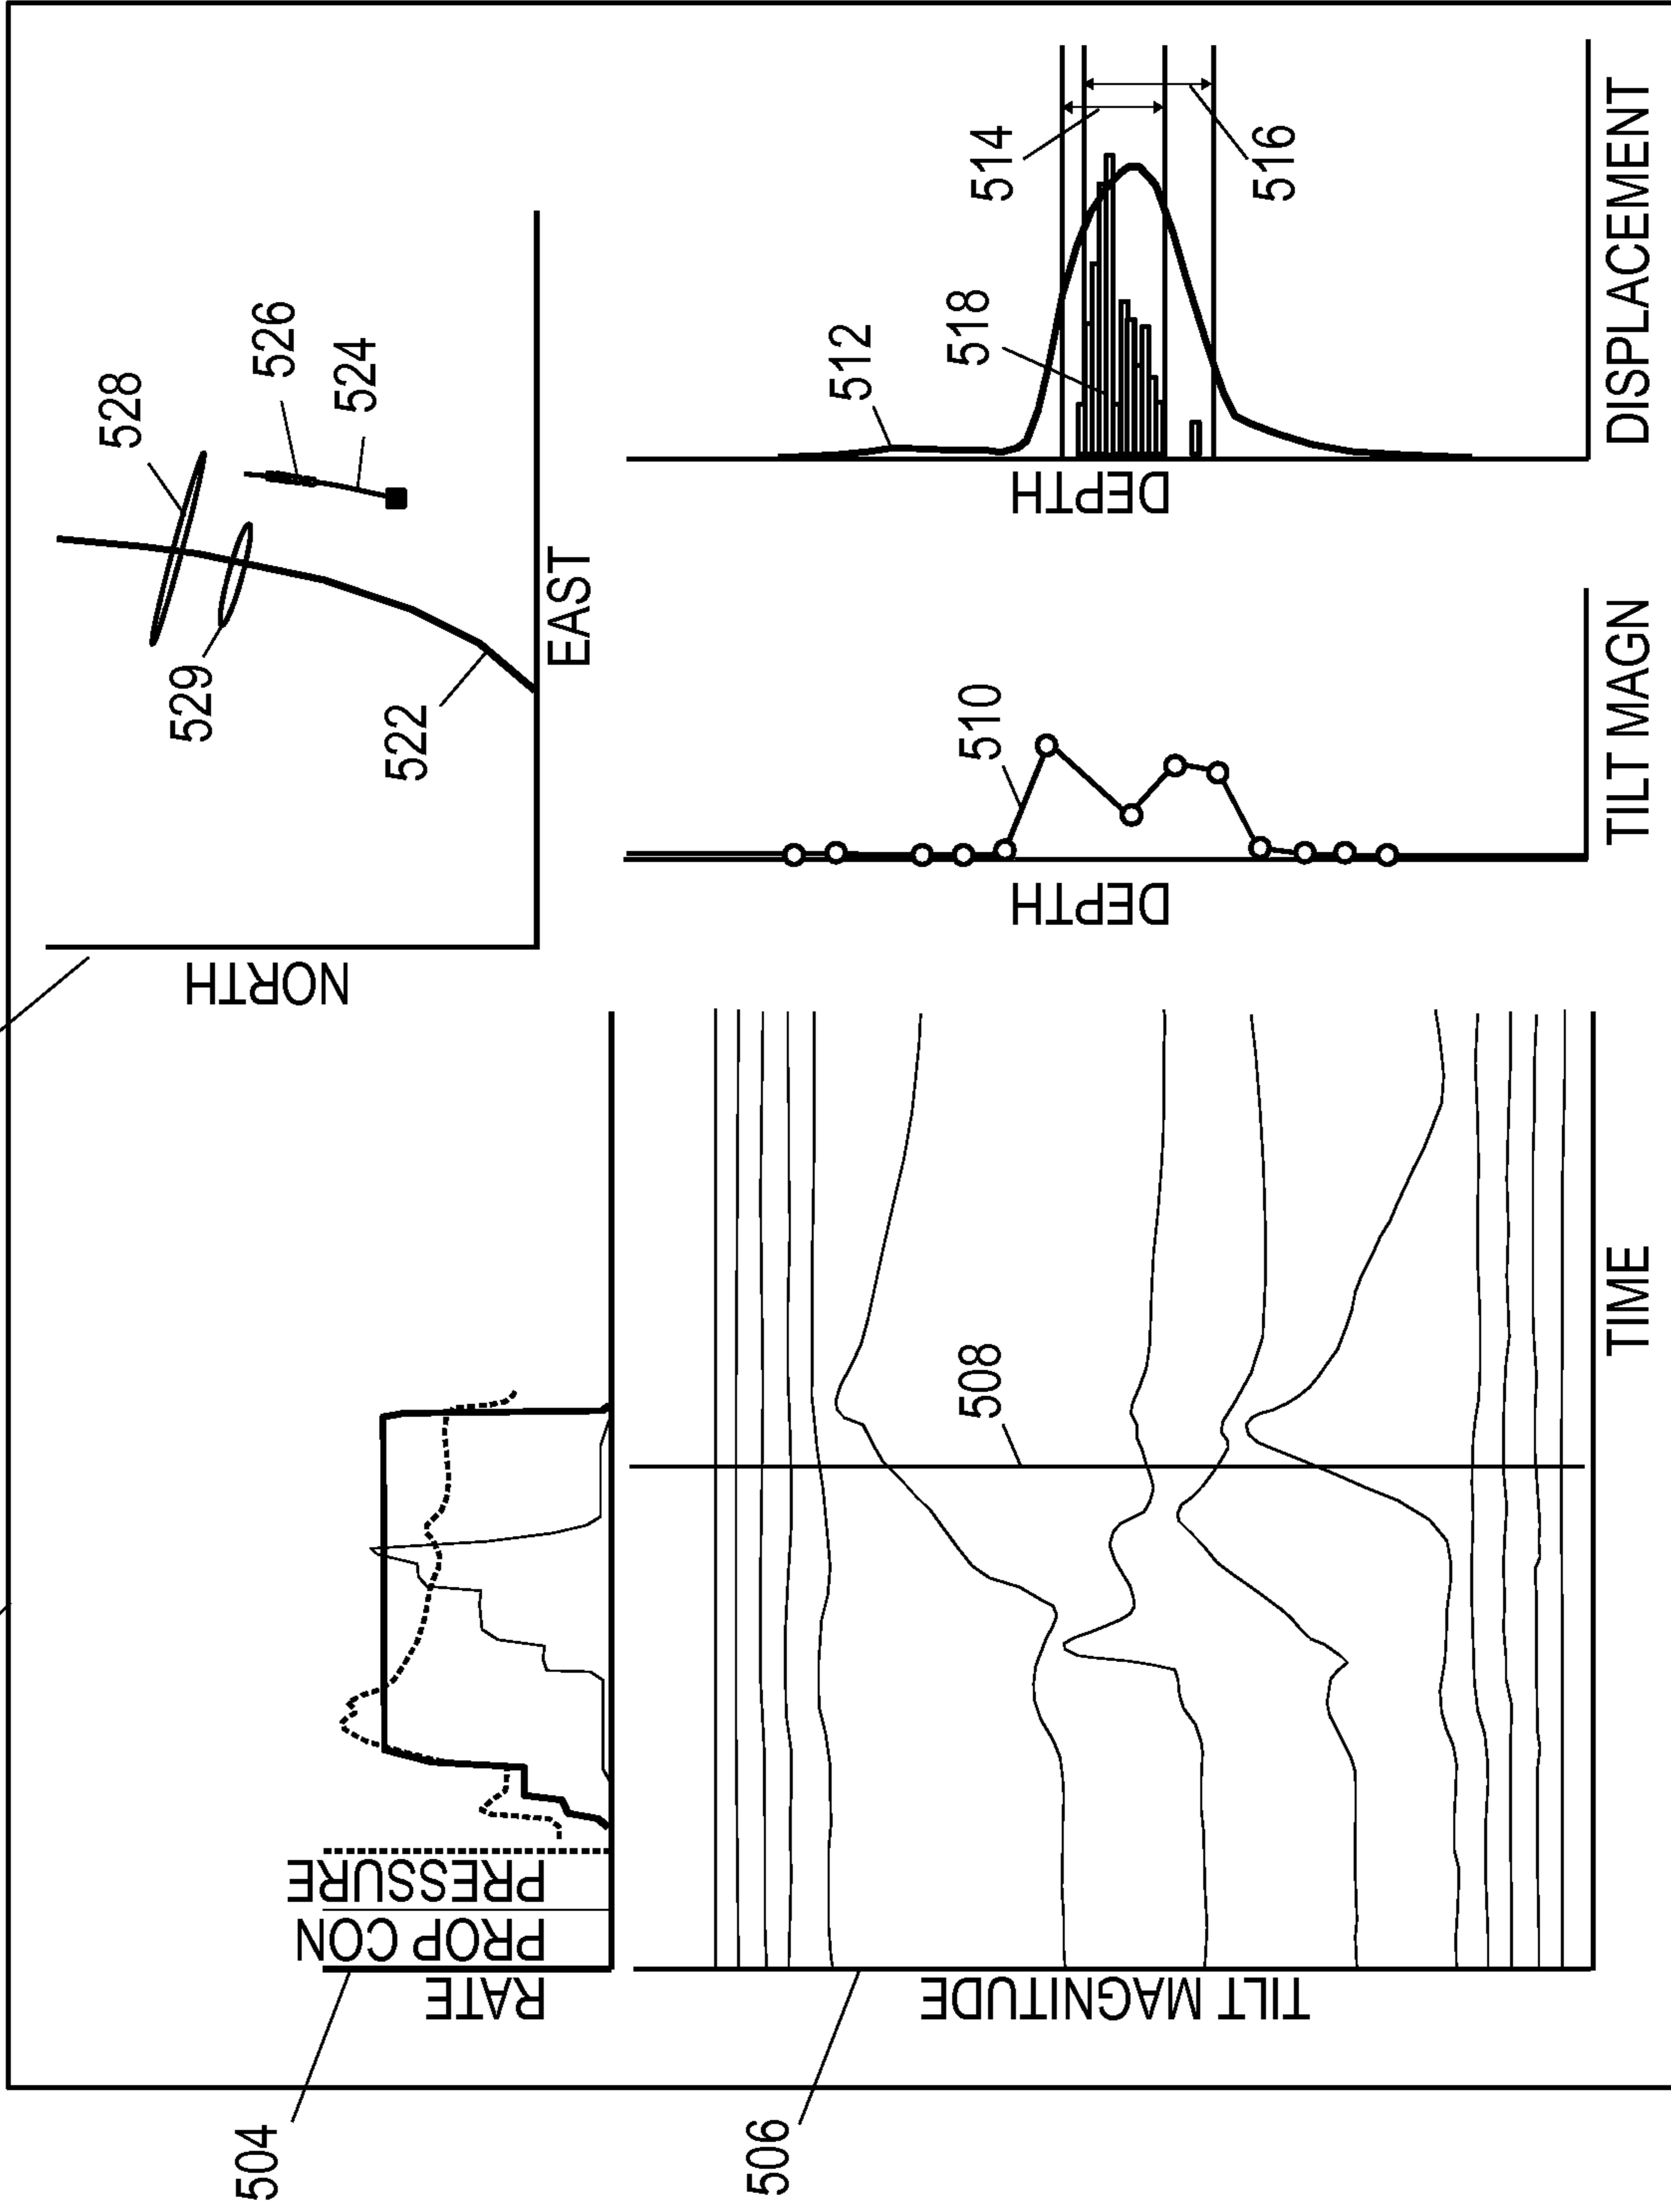 504
RATE
PROP CON
PRESSURE
506
TILT MAGNITUDE
508
TIME
NORTH
EAST
522
529
528
526
524
DEPTH
510
TILT MAGN
DEPTH
512
518
514
516
DISPLACEMENT